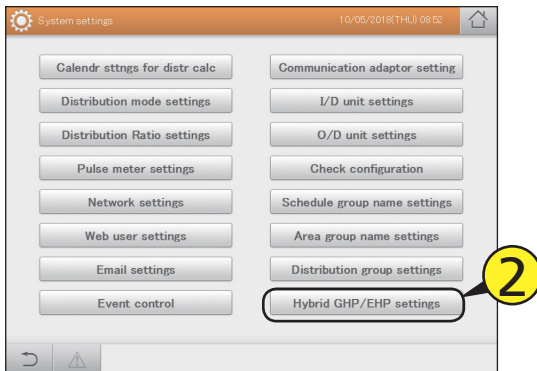 System settings 10/05/2018(THU) 08:52
Calendr sttngs for distr calc
Communication adaptor setting
Distribution mode settings
I/D unit settings
Distribution Ratio settings
O/D unit settings
Pulse meter settings
Check configuration
Network settings
Schedule group name settings
Web user settings
Area group name settings
Email settings
Distribution group settings
Event control
Hybrid GHP/EHP settings
2